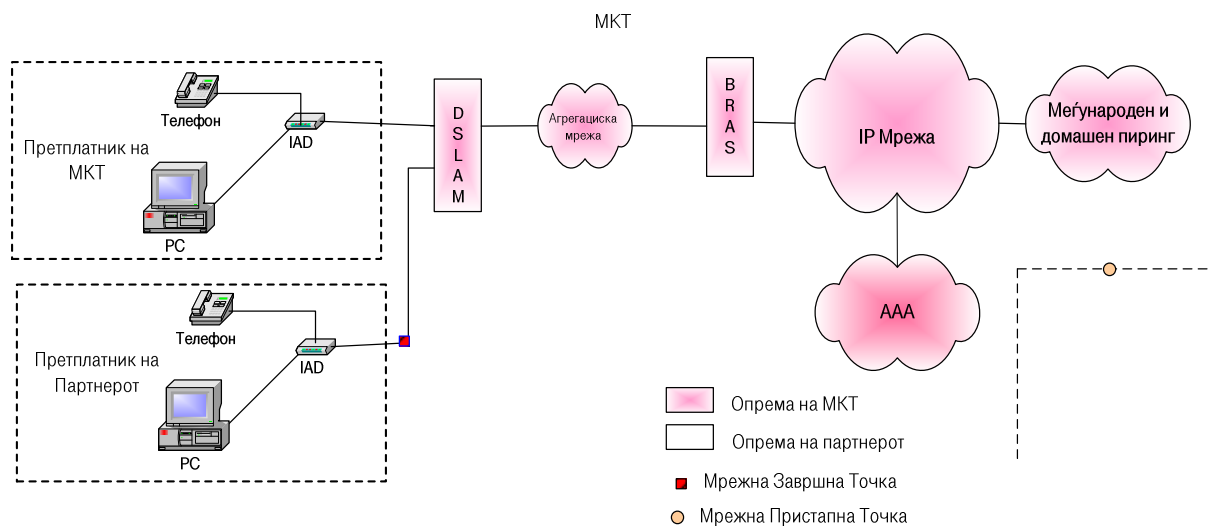 МКТ
Телефон
IAD
Претплатник на
МКТ
PC
D
S
L
A
M
Агрегациска
мрежа
B
R
A
S
IP Мрежа
Меѓународен и
домашен пиринг
AAA
Телефон
IAD
Претплатник на
Партнерот
PC
Опрема на МКТ
Опрема на партнерот
Мрежна Завршна Точка
Мрежна Пристапна Точка